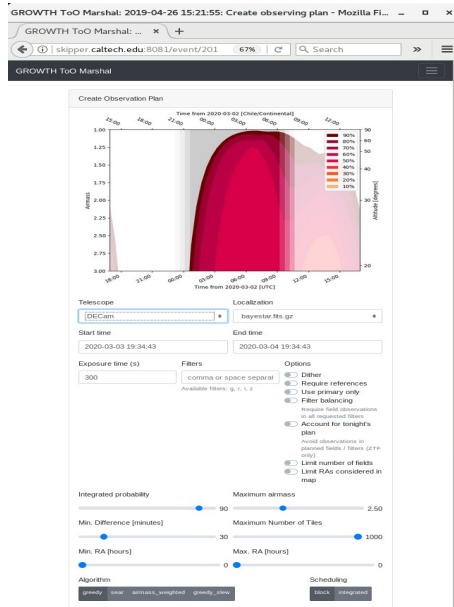 GROWTH ToO Marshal: 2019-04-26 15:21:55: Create observing plan - Mozilla Fi...
GROWTH ToO Marshal: ...
skipper.caltech.edu:8081/event/201 67% Search
GROWTH ToO Marshal
Create Observation Plan
Time from 2020-03-02 [Chile/Continental]
15:00 18:00 21:00 00:00 03:00 06:00 09:00 12:00
1.00 1.25 1.50 1.75 2.00 2.25 2.50 2.75 3.00
Airmass
90% 80% 70% 60% 50% 40% 30% 20% 10%
90 60 50 40 30 20
Altitude [degrees]
18:00 21:00 00:00 03:00 06:00 09:00 12:00 15:00
Time from 2020-03-02 [UTC]
Telescope Localization
DECam bayestar.fits.gz
Start time End time
2020-03-03 19:34:43 2020-03-04 19:34:43
Exposure time (s) Filters Options
300 comma or space separat
Available filters: g, r, i, z
Dither
Require references
Use primary only
Filter balancing
Require field observations
in all requested filters
Account for tonight's
plan
Avoid observations in
planned fields / filters (ZTF
only)
Limit number of fields
Limit RAs considered in
map
Integrated probability Maximum airmass
90 2.50
Min. Difference [minutes] Maximum Number of Tiles
30 1000
Min. RA [hours] Max. RA [hours]
0 0
Algorithm Scheduling
greedy sear airmass_weighted greedy_slew block integrated